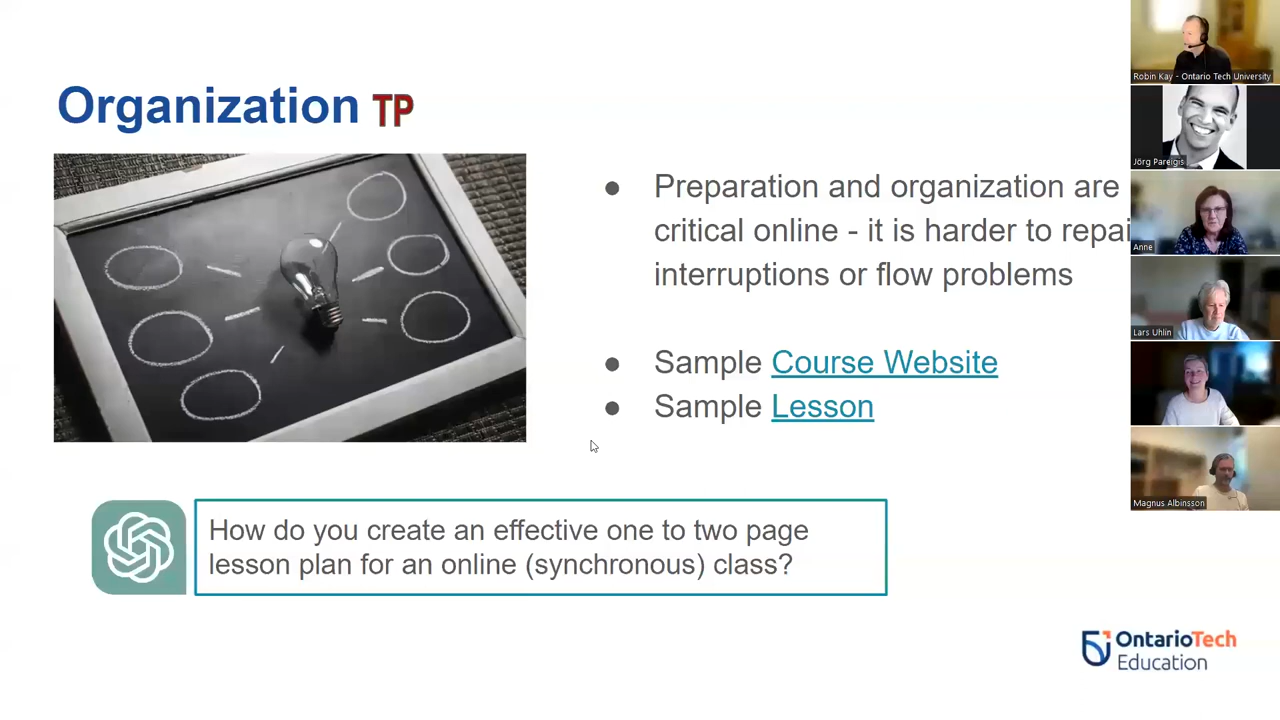 Organization TP
Preparation and organization are
critical online - it is harder to repai
interruptions or flow problems
Sample Course Website
Sample Lesson
How do you create an effective one to two page
lesson plan for an online (synchronous) class?
OntarioTech
Education
Robin Kay - Ontario Tech University
Jörg Pareigis
Anne
Lars Uhlin
Magnus Albinsson